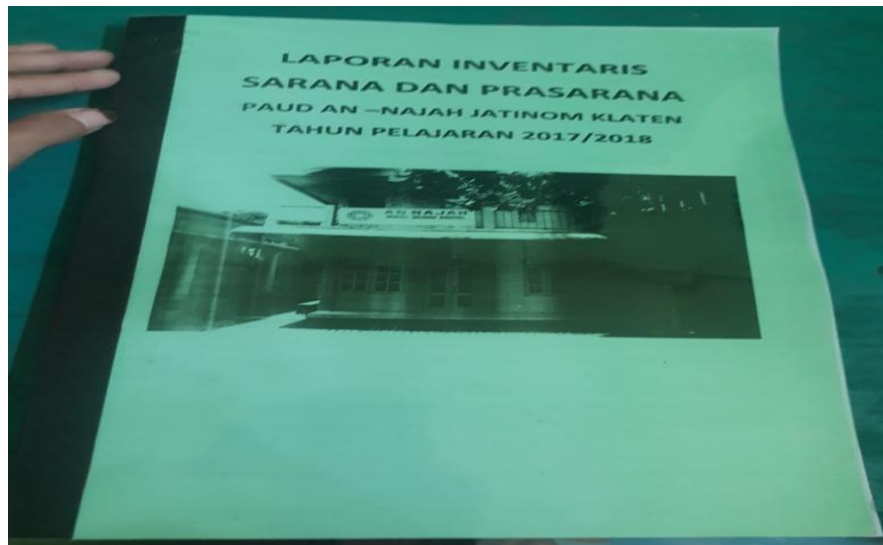 LAPORAN INVENTARIS
SARANA DAN PRASARANA
PAUD AN –NAJAH JATINOM KLATEN
TAHUN PELAJARAN 2017/2018
AN NAJAH